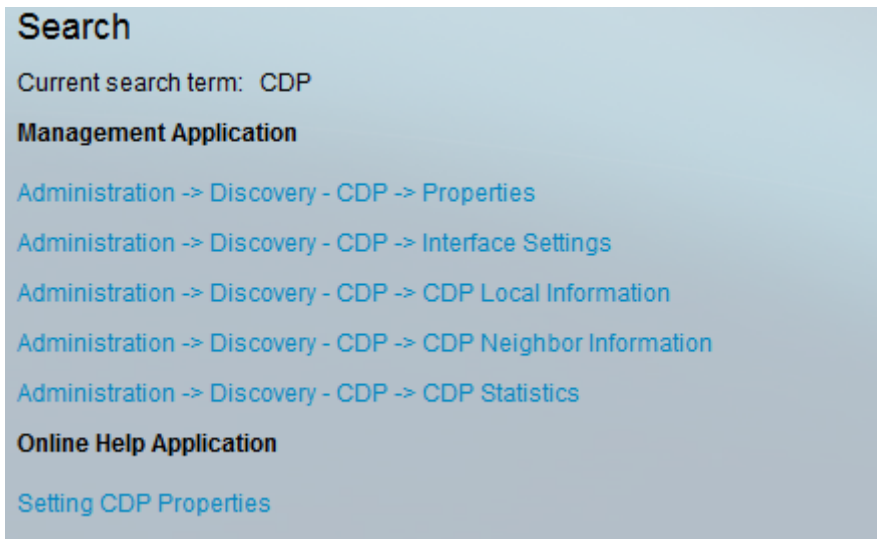 Search
Current search term: CDP
Management Application
Administration -> Discovery - CDP -> Properties
Administration -> Discovery - CDP -> Interface Settings
Administration -> Discovery - CDP -> CDP Local Information
Administration -> Discovery - CDP -> CDP Neighbor Information
Administration -> Discovery - CDP -> CDP Statistics
Online Help Application
Setting CDP Properties